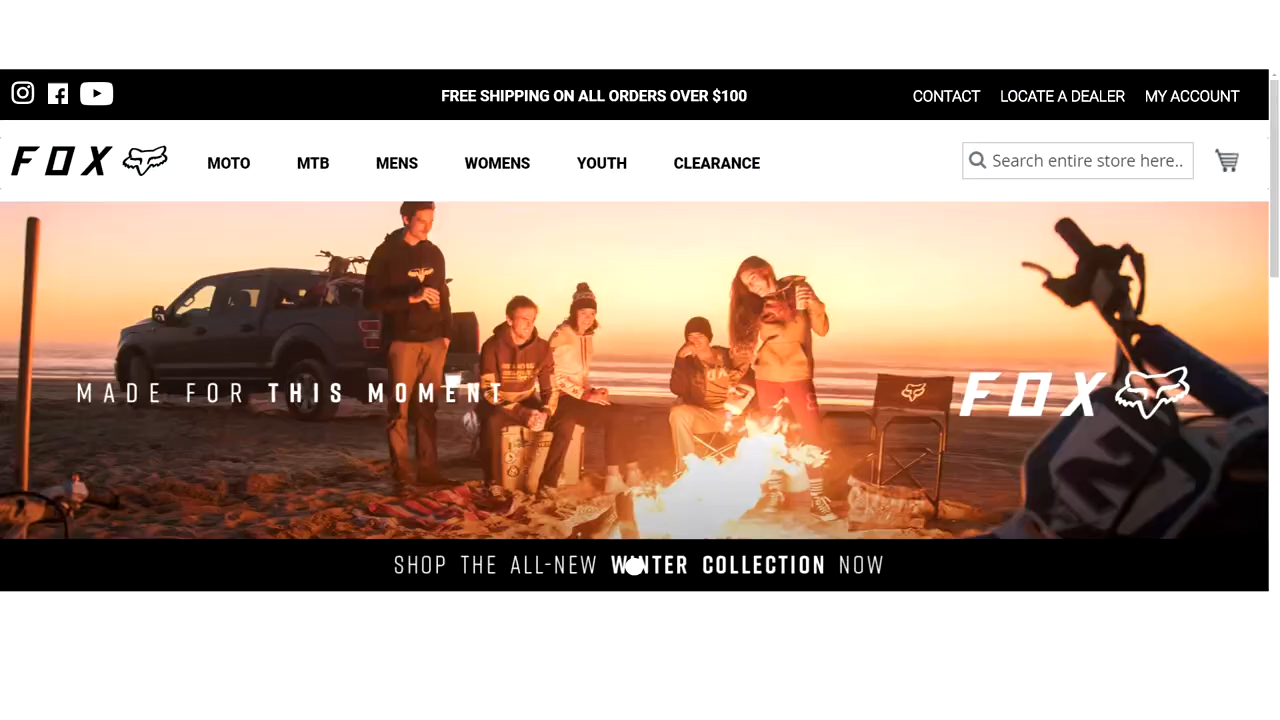 FREE SHIPPING ON ALL ORDERS OVER $100
CONTACT LOCATE A DEALER MY ACCOUNT
FOX MOTO MTB MENS WOMENS YOUTH CLEARANCE
Search entire store here..
MADE FOR THIS MOMENT
FOX
SHOP THE ALL-NEW WINTER COLLECTION NOW